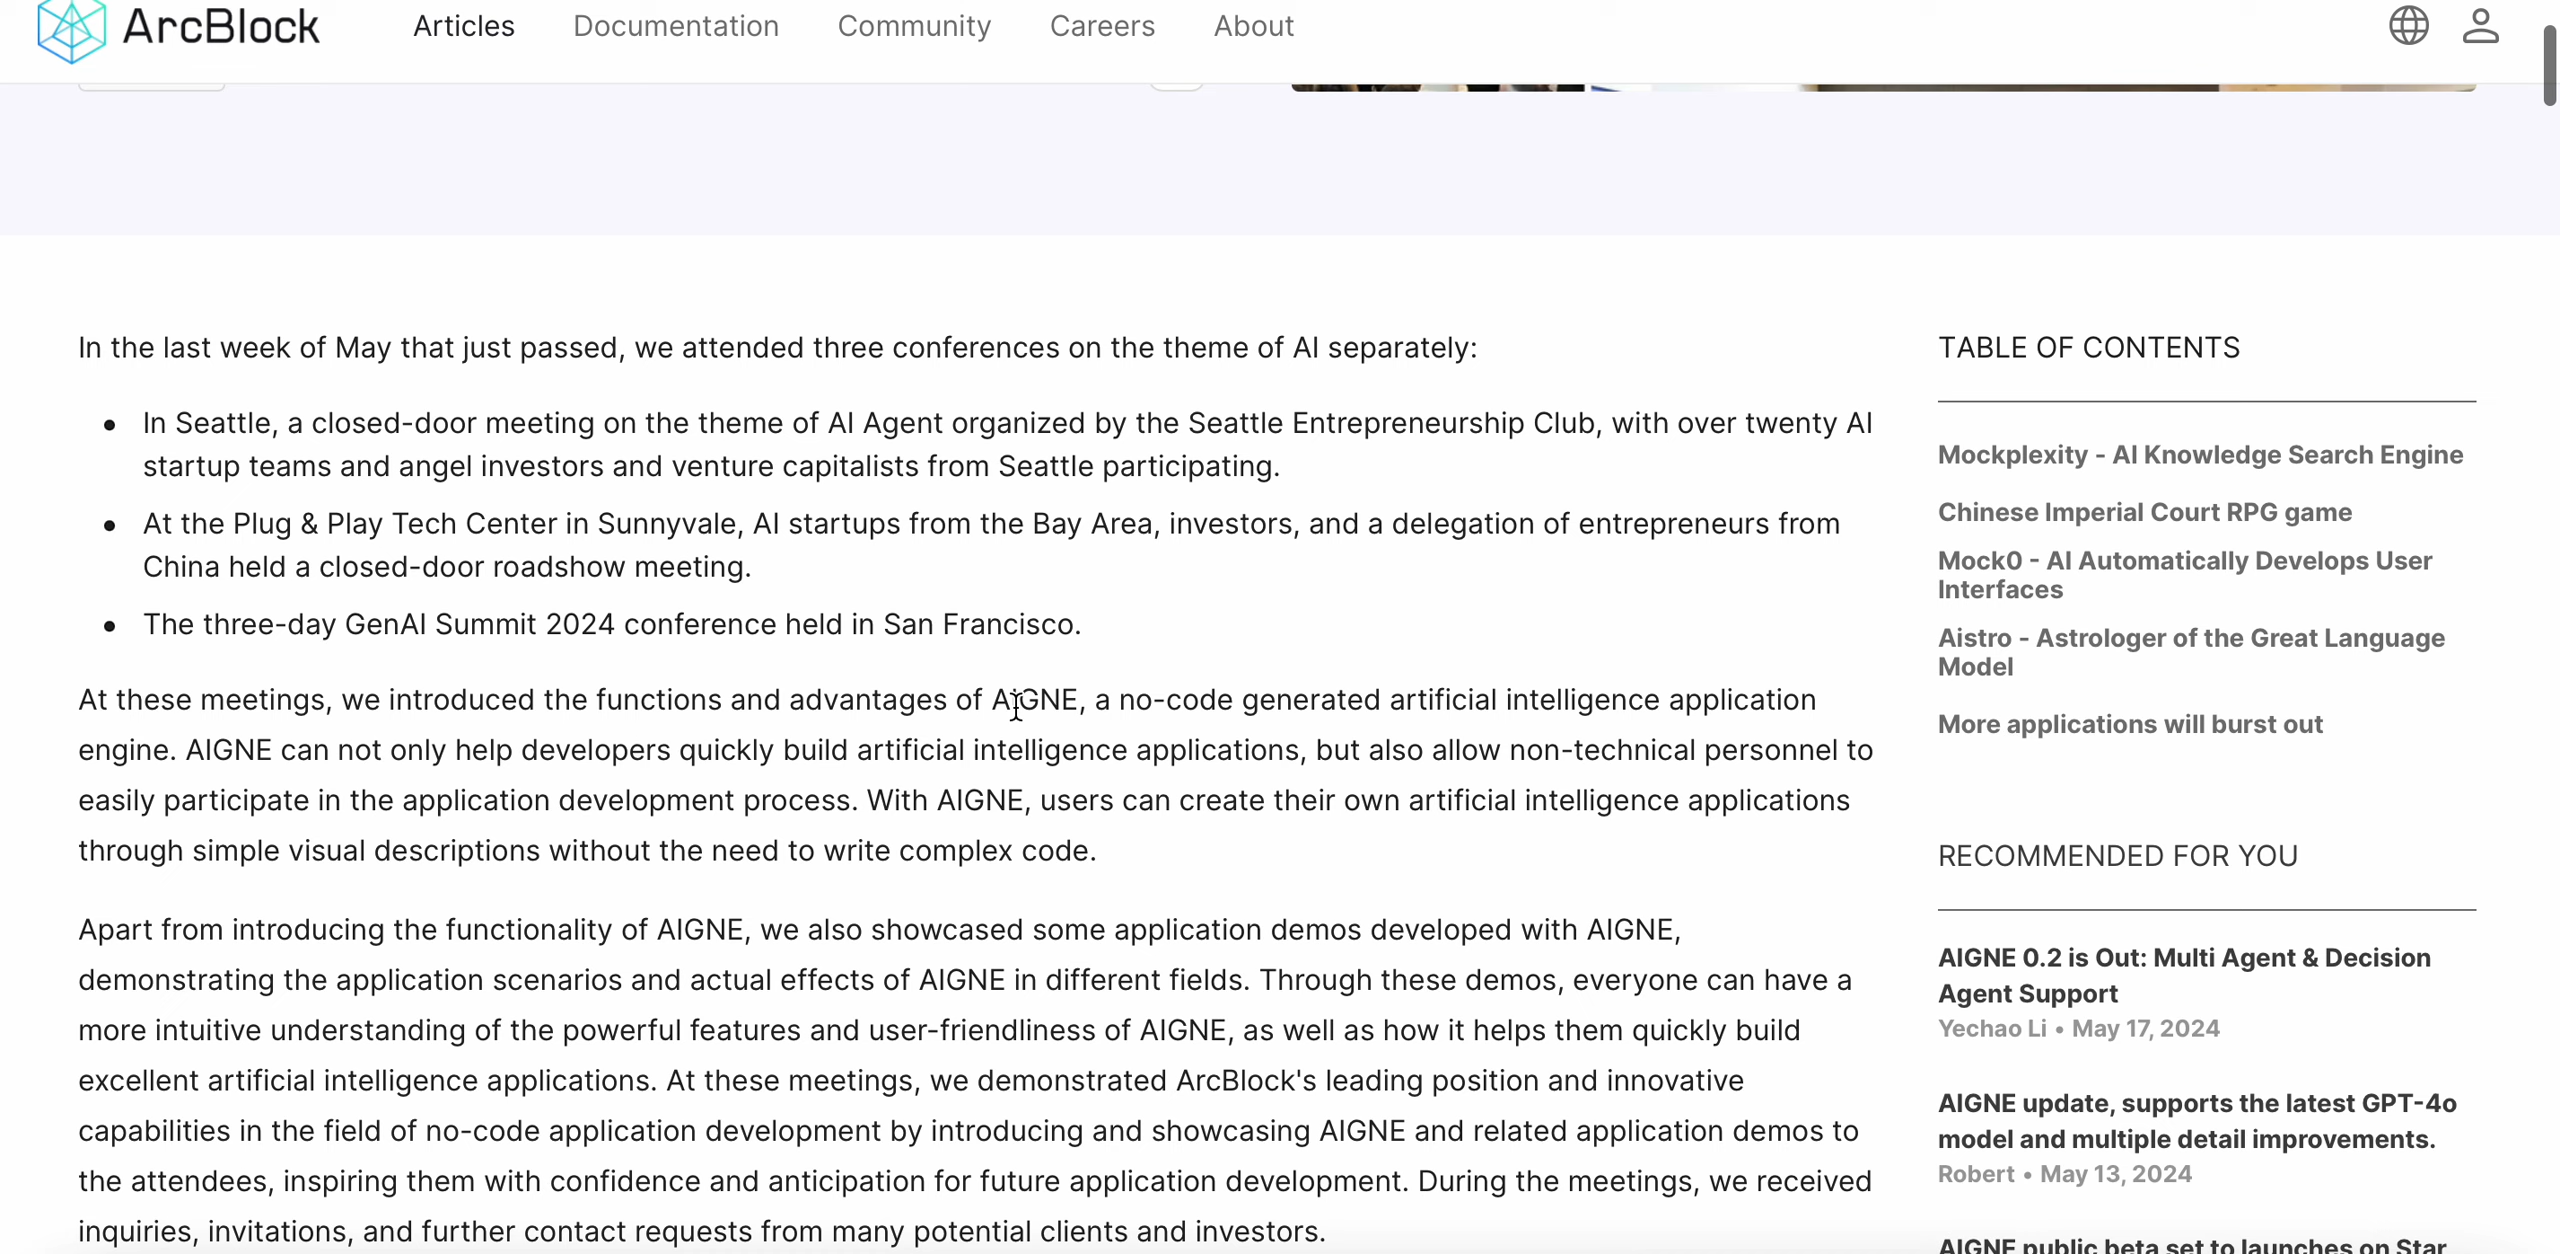 ArcBlock
Articles
Documentation
Community
Careers
About
In the last week of May that just passed, we attended three conferences on the theme of AI separately:
• In Seattle, a closed-door meeting on the theme of AI Agent organized by the Seattle Entrepreneurship Club, with over twenty AI
startup teams and angel investors and venture capitalists from Seattle participating.
• At the Plug & Play Tech Center in Sunnyvale, AI startups from the Bay Area, investors, and a delegation of entrepreneurs from
China held a closed-door roadshow meeting.
• The three-day GenAI Summit 2024 conference held in San Francisco.
At these meetings, we introduced the functions and advantages of AIGNE, a no-code generated artificial intelligence application
engine. AIGNE can not only help developers quickly build artificial intelligence applications, but also allow non-technical personnel to
easily participate in the application development process. With AIGNE, users can create their own artificial intelligence applications
through simple visual descriptions without the need to write complex code.
Apart from introducing the functionality of AIGNE, we also showcased some application demos developed with AIGNE,
demonstrating the application scenarios and actual effects of AIGNE in different fields. Through these demos, everyone can have a
more intuitive understanding of the powerful features and user-friendliness of AIGNE, as well as how it helps them quickly build
excellent artificial intelligence applications. At these meetings, we demonstrated ArcBlock's leading position and innovative
capabilities in the field of no-code application development by introducing and showcasing AIGNE and related application demos to
the attendees, inspiring them with confidence and anticipation for future application development. During the meetings, we received
inquiries, invitations, and further contact requests from many potential clients and investors.
TABLE OF CONTENTS
Mockplexity - AI Knowledge Search Engine
Chinese Imperial Court RPG game
Mock0 - AI Automatically Develops User
Interfaces
Aistro - Astrologer of the Great Language
Model
More applications will burst out
RECOMMENDED FOR YOU
AIGNE 0.2 is Out: Multi Agent & Decision
Agent Support
Yechao Li • May 17, 2024
AIGNE update, supports the latest GPT-4o
model and multiple detail improvements.
Robert • May 13, 2024
AIGNE public beta set to launches on Star